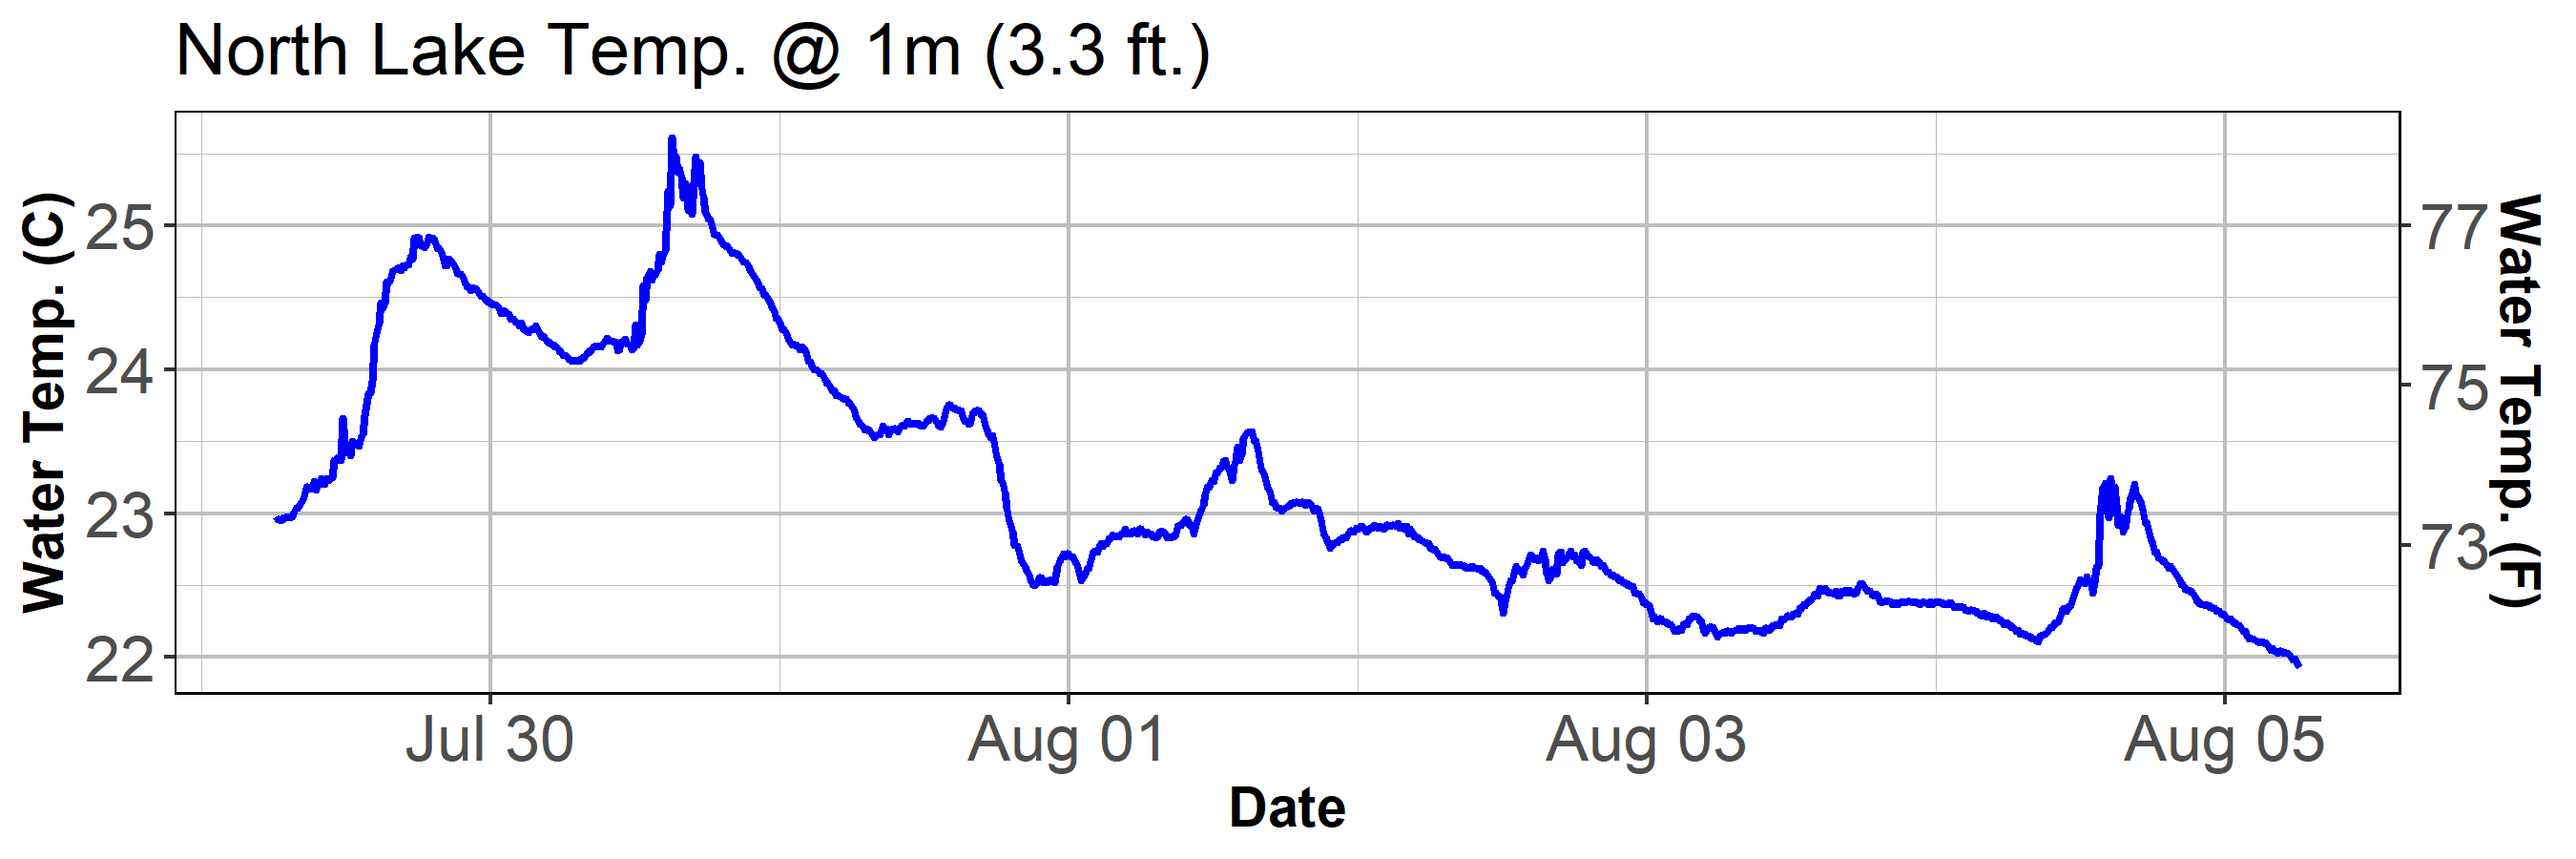 North Lake Temp. @ 1m (3.3 ft.)
Water Temp. (C)
25
24
23
22
77
75
73
Water Temp. (F)
Jul 30
Aug 01
Aug 03
Aug 05
Date